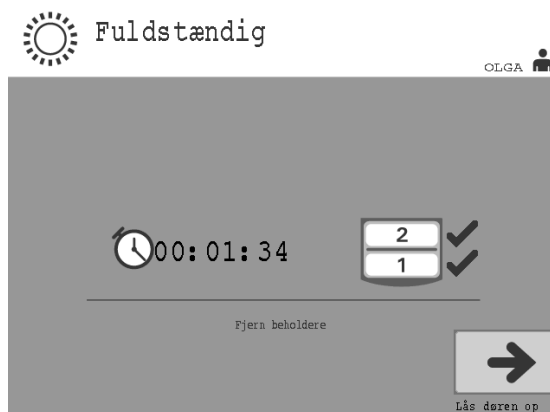 Fuldstændig
OLGA
00:01:34
2
1
Fjern beholdere
Lås døren op